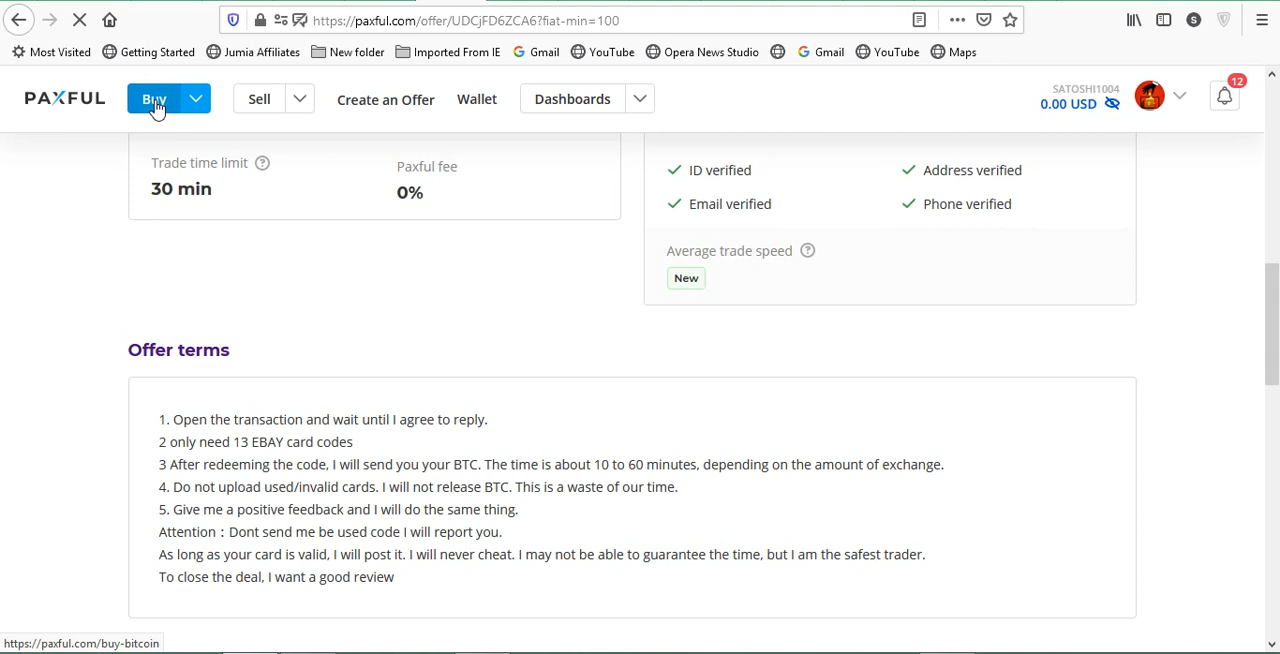 https://paxful.com/offer/UDCjFD6ZCA6?fiat-min=100
Most Visited Getting Started Jumia Affiliates New folder Imported From IE Gmail YouTube Opera News Studio Gmail YouTube Maps
PAXFUL Buy Sell Create an Offer Wallet Dashboards SATOSHI1004 12
0.00 USD
Trade time limit ? Paxful fee
30 min 0%
ID verified Address verified
Email verified Phone verified
Average trade speed ?
New
Offer terms
1. Open the transaction and wait until I agree to reply.
2 only need 13 EBAY card codes
3 After redeeming the code, I will send you your BTC. The time is about 10 to 60 minutes, depending on the amount of exchange.
4. Do not upload used/invalid cards. I will not release BTC. This is a waste of our time.
5. Give me a positive feedback and I will do the same thing.
Attention：Dont send me be used code I will report you.
As long as your card is valid, I will post it. I will never cheat. I may not be able to guarantee the time, but I am the safest trader.
To close the deal, I want a good review
https://paxful.com/buy-bitcoin